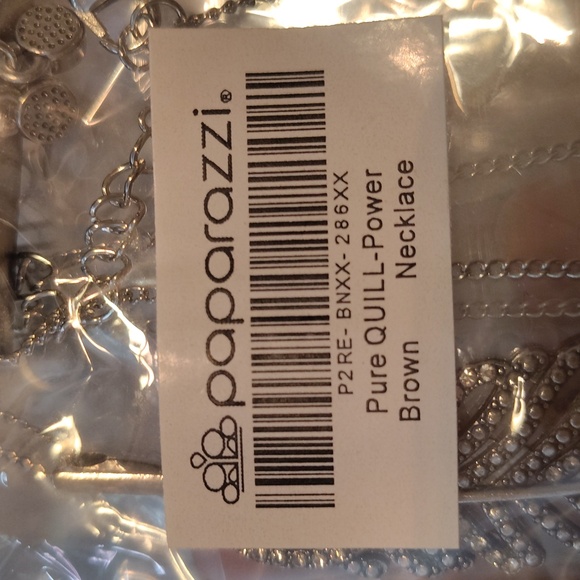 paparazzi®
P2RE-BNXX-286XX
Pure QUILL-Power
Brown Necklace